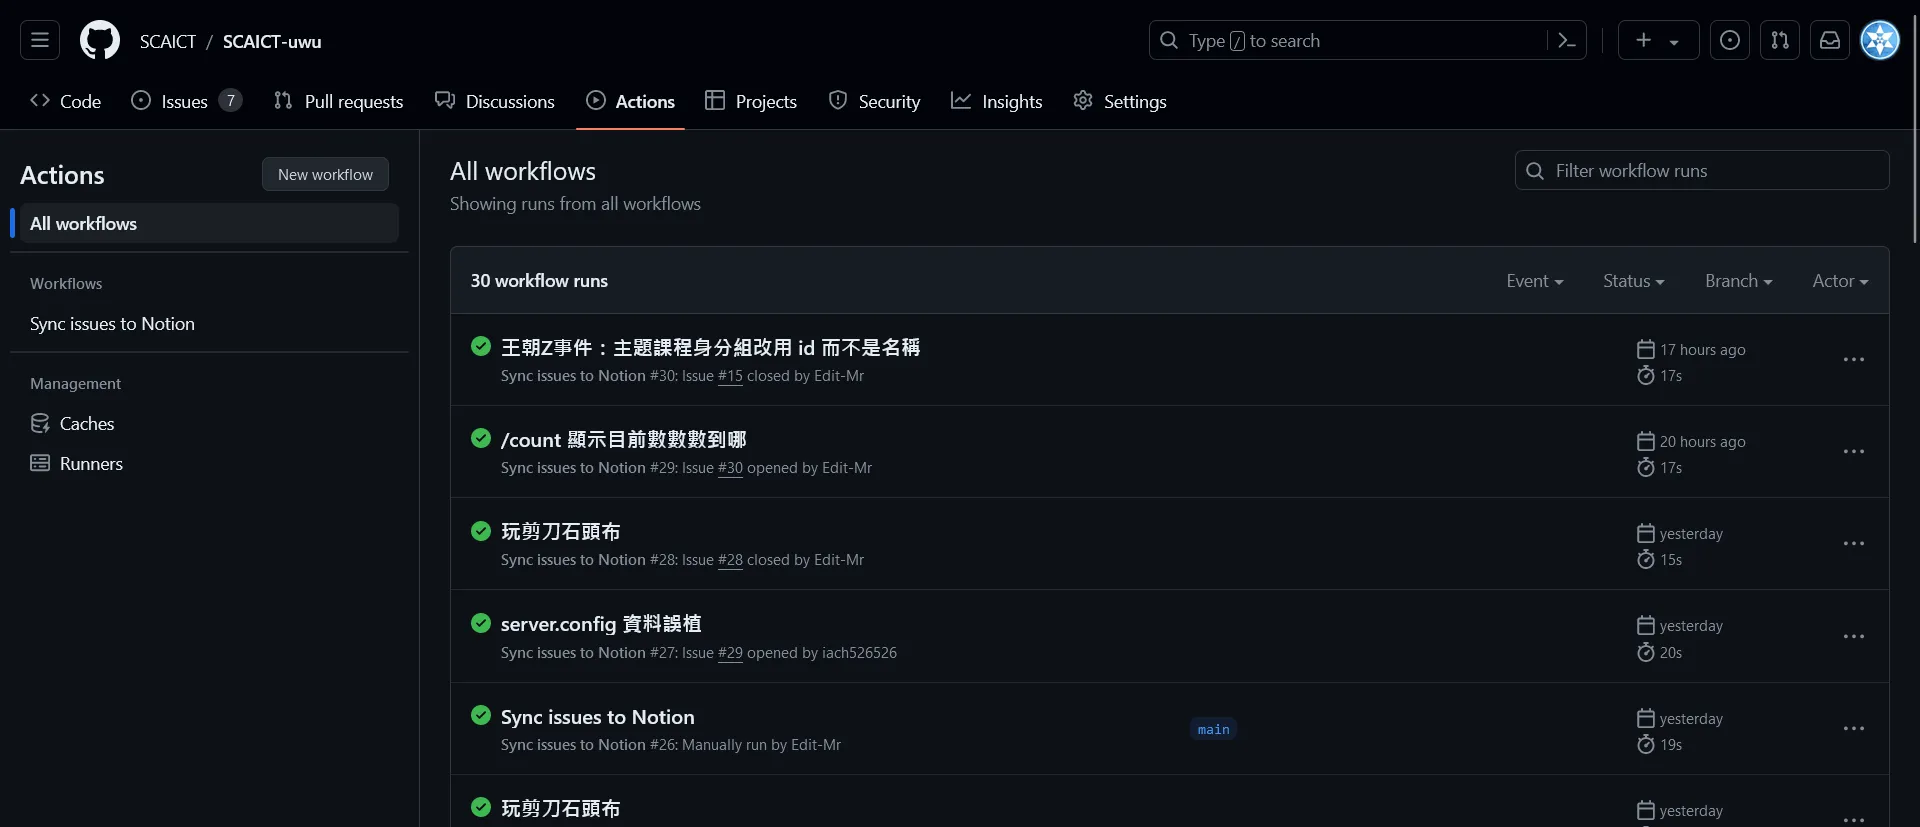 SCAICT / SCAICT-uwu
Type / to search
Code
Issues 7
Pull requests
Discussions
Actions
Projects
Security
Insights
Settings
Actions
New workflow
All workflows
Workflows
Sync issues to Notion
Management
Caches
Runners
All workflows
Showing runs from all workflows
Filter workflow runs
30 workflow runs
Event
Status
Branch
Actor
王朝Z事件：主題課程身分組改用 id 而不是名稱
Sync issues to Notion #30: Issue #15 closed by Edit-Mr
17 hours ago
17s
/count 顯示目前數數數到哪
Sync issues to Notion #29: Issue #30 opened by Edit-Mr
20 hours ago
17s
玩剪刀石頭布
Sync issues to Notion #28: Issue #28 closed by Edit-Mr
yesterday
15s
server.config 資料誤植
Sync issues to Notion #27: Issue #29 opened by iach526526
yesterday
20s
Sync issues to Notion
Sync issues to Notion #26: Manually run by Edit-Mr
main
yesterday
19s
玩剪刀石頭布
yesterday